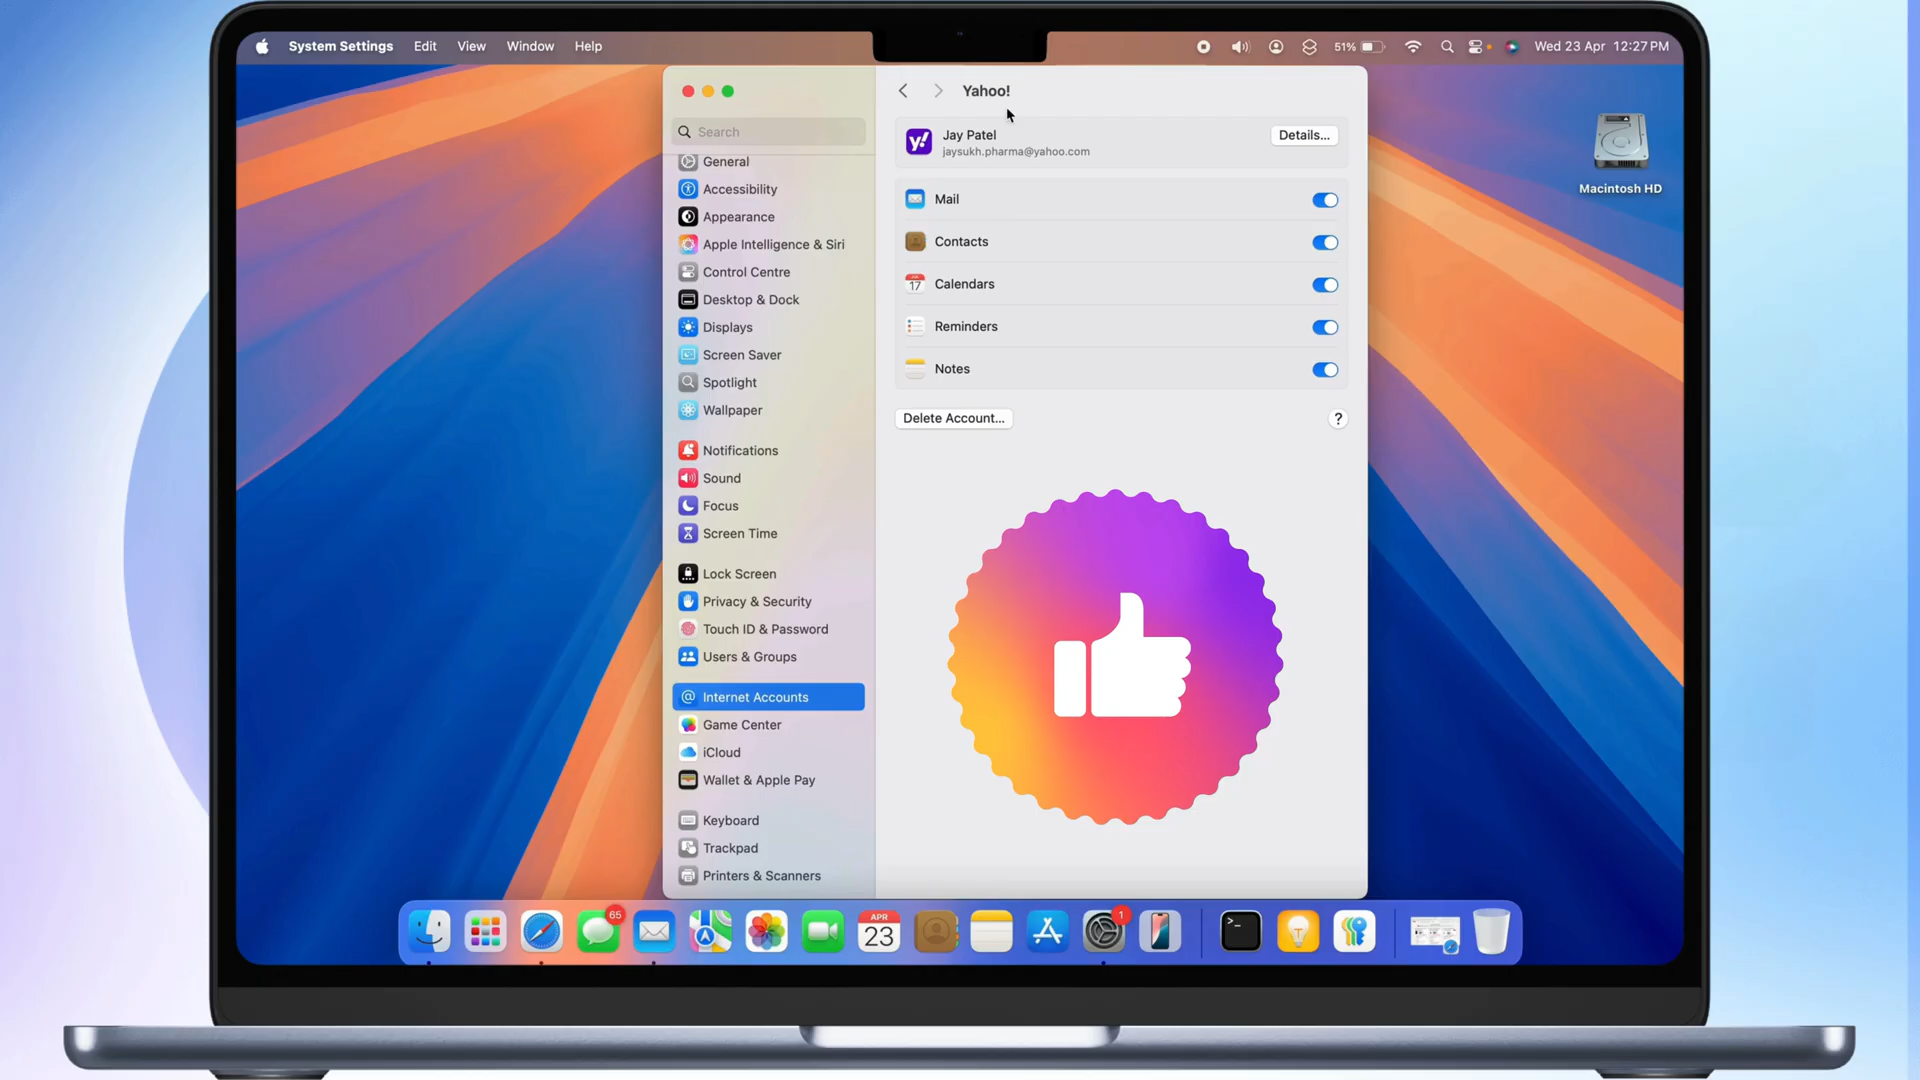 System Settings Edit View Window Help
51% Wed 23 Apr 12:27 PM
Search
General
Accessibility
Appearance
Apple Intelligence & Siri
Control Centre
Desktop & Dock
Displays
Screen Saver
Spotlight
Wallpaper
Notifications
Sound
Focus
Screen Time
Lock Screen
Privacy & Security
Touch ID & Password
Users & Groups
Internet Accounts
Game Center
iCloud
Wallet & Apple Pay
Keyboard
Trackpad
Printers & Scanners
Yahoo!
y!
Jay Patel
jaysukh.pharma@yahoo.com
Details...
Mail
Contacts
17
Calendars
Reminders
Notes
Delete Account...
?
Macintosh HD
65
APR
23
1